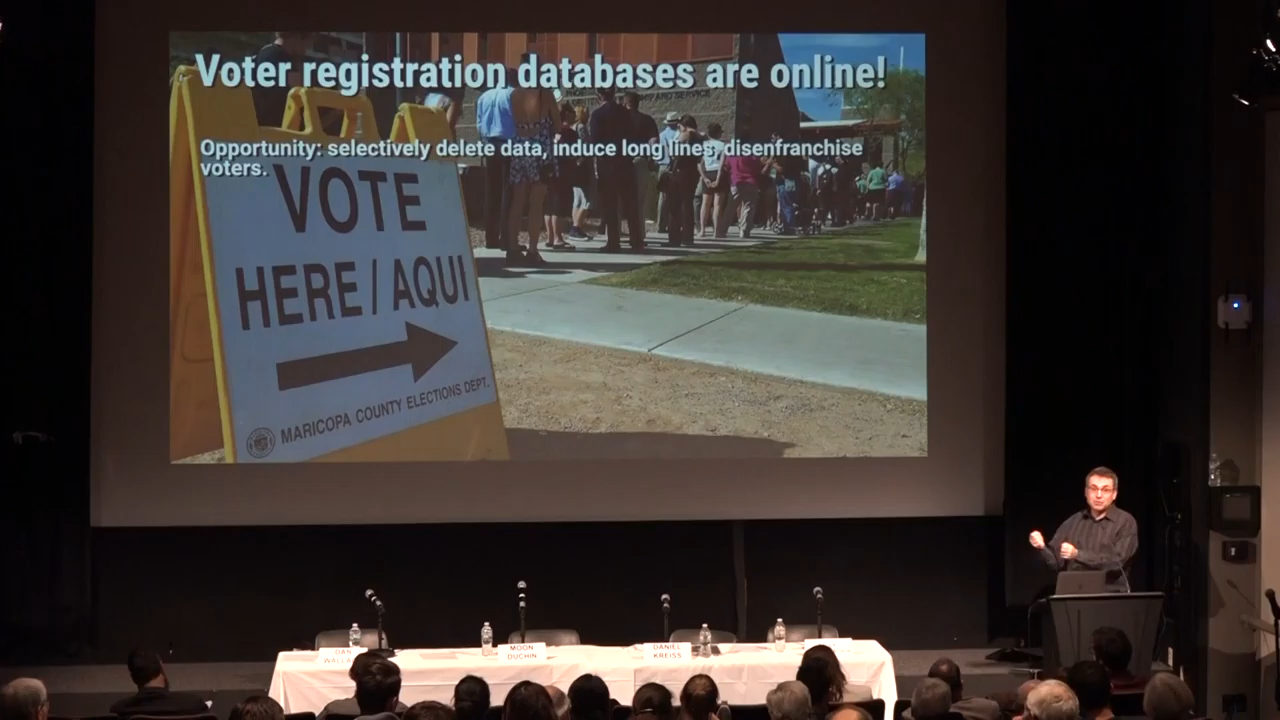 Voter registration databases are online!
Opportunity: selectively delete data, induce long lines, disenfranchise
voters.
VOTE
HERE / AQUI
MARICOPA COUNTY ELECTIONS DEPT.
DAN
MOON
DUCHIN
DANIEL
KREISS